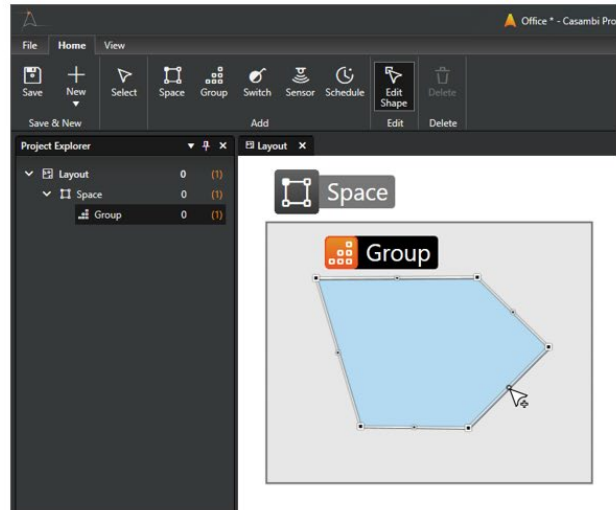 Office * - Casambi Pro
File Home View
Save New Select Space Group Switch Sensor Schedule Edit Shape Delete
Save & New Add Edit Delete
Project Explorer
Layout
Layout 0 (1)
Space 0 (1)
Group 0 (1)
Space
Group